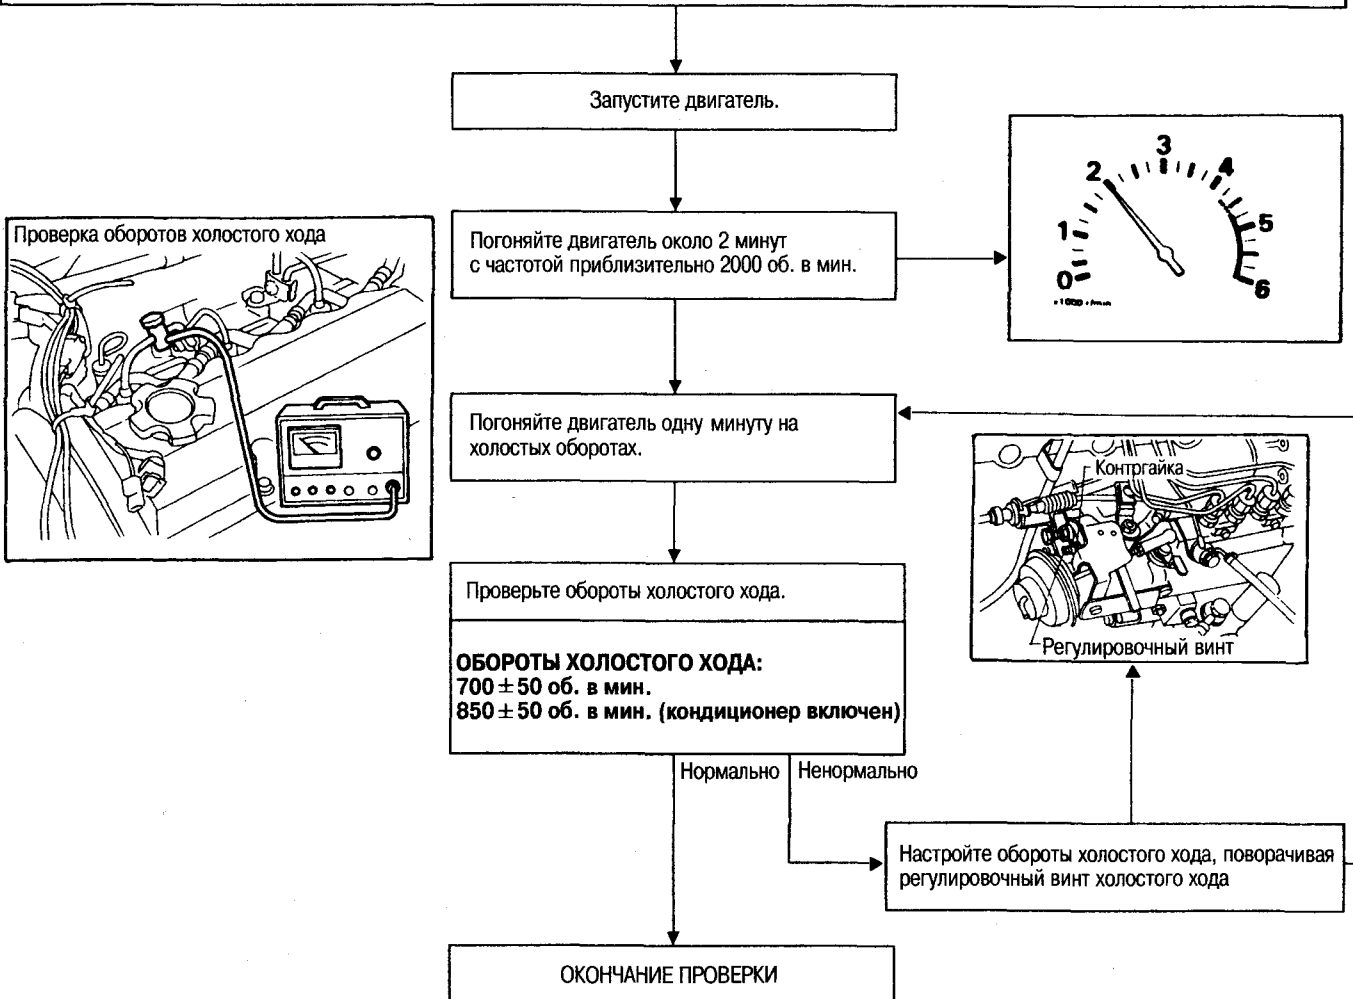 Запустите двигатель.
Погоняйте двигатель около 2 минут
с частотой приблизительно 2000 об. в мин.
0
1
2
3
4
5
6
Проверка оборотов холостого хода
Погоняйте двигатель одну минуту на
холостых оборотах.
Контргайка
Регулировочный винт
Проверьте обороты холостого хода.
ОБОРОТЫ ХОЛОСТОГО ХОДА:
700±50 об. в мин.
850±50 об. в мин. (кондиционер включен)
Нормально
Ненормально
Настройте обороты холостого хода, поворачивая
регулировочный винт холостого хода
ОКОНЧАНИЕ ПРОВЕРКИ